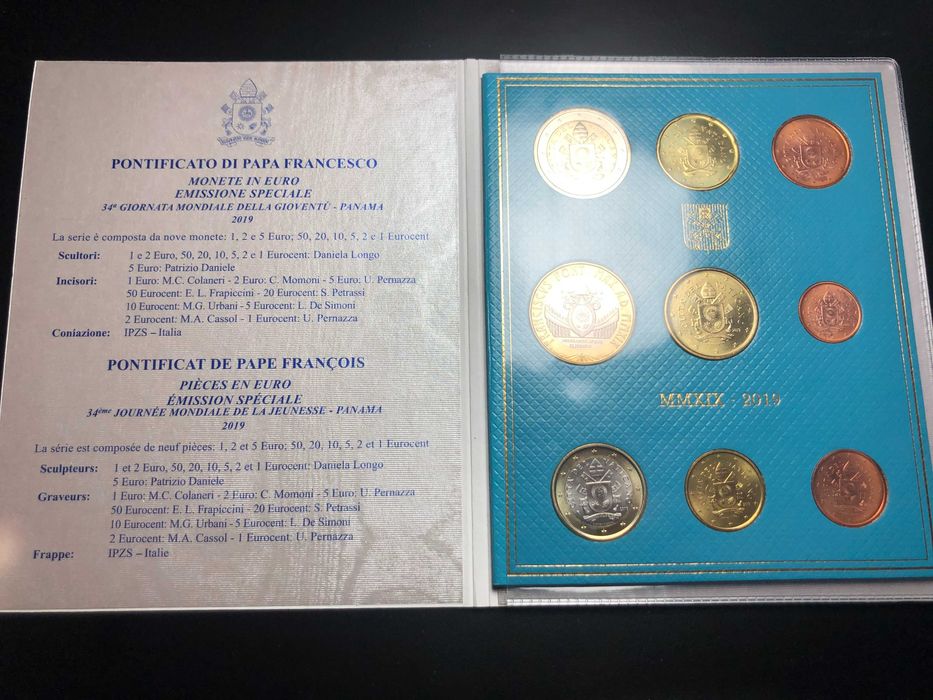 PONTIFICATO DI PAPA FRANCESCO
MONETE IN EURO
EMISSIONE SPECIALE
34ª GIORNATA MONDIALE DELLA GIOVENTÙ - PANAMA
2019
La serie è composta da nove monete: 1, 2 e 5 Euro; 50, 20, 10, 5, 2 e 1 Eurocent
Scultori: 1 e 2 Euro, 50, 20, 10, 5, 2 e 1 Eurocent: Daniela Longo
5 Euro: Patrizio Daniele
Incisori: 1 Euro: M.C. Colaneri - 2 Euro: C. Momoni - 5 Euro: U. Pernazza
50 Eurocent: E. L. Frapiccini - 20 Eurocent: S. Petrassi
10 Eurocent: M.G. Urbani - 5 Eurocent: L. De Simoni
2 Eurocent: M.A. Cassol - 1 Eurocent: U. Pernazza
Coniazione: IPZS – Italia
PONTIFICAT DE PAPE FRANÇOIS
PIÈCES EN EURO
ÉMISSION SPÉCIALE
34ème JOURNÉE MONDIALE DE LA JEUNESSE - PANAMA
2019
La série est composée de neuf pièces: 1, 2 et 5 Euro; 50, 20, 10, 5, 2 et 1 Eurocent
Sculpteurs: 1 et 2 Euro, 50, 20, 10, 5, 2 et 1 Eurocent: Daniela Longo
5 Euro: Patrizio Daniele
Graveurs: 1 Euro: M.C. Colaneri - 2 Euro: C. Momoni - 5 Euro: U. Pernazza
50 Eurocent: E. L. Frapiccini - 20 Eurocent: S. Petrassi
10 Eurocent: M.G. Urbani - 5 Eurocent: L. De Simoni
2 Eurocent: M.A. Cassol - 1 Eurocent: U. Pernazza
Frappe: IPZS – Italie
MMXIX - 2019